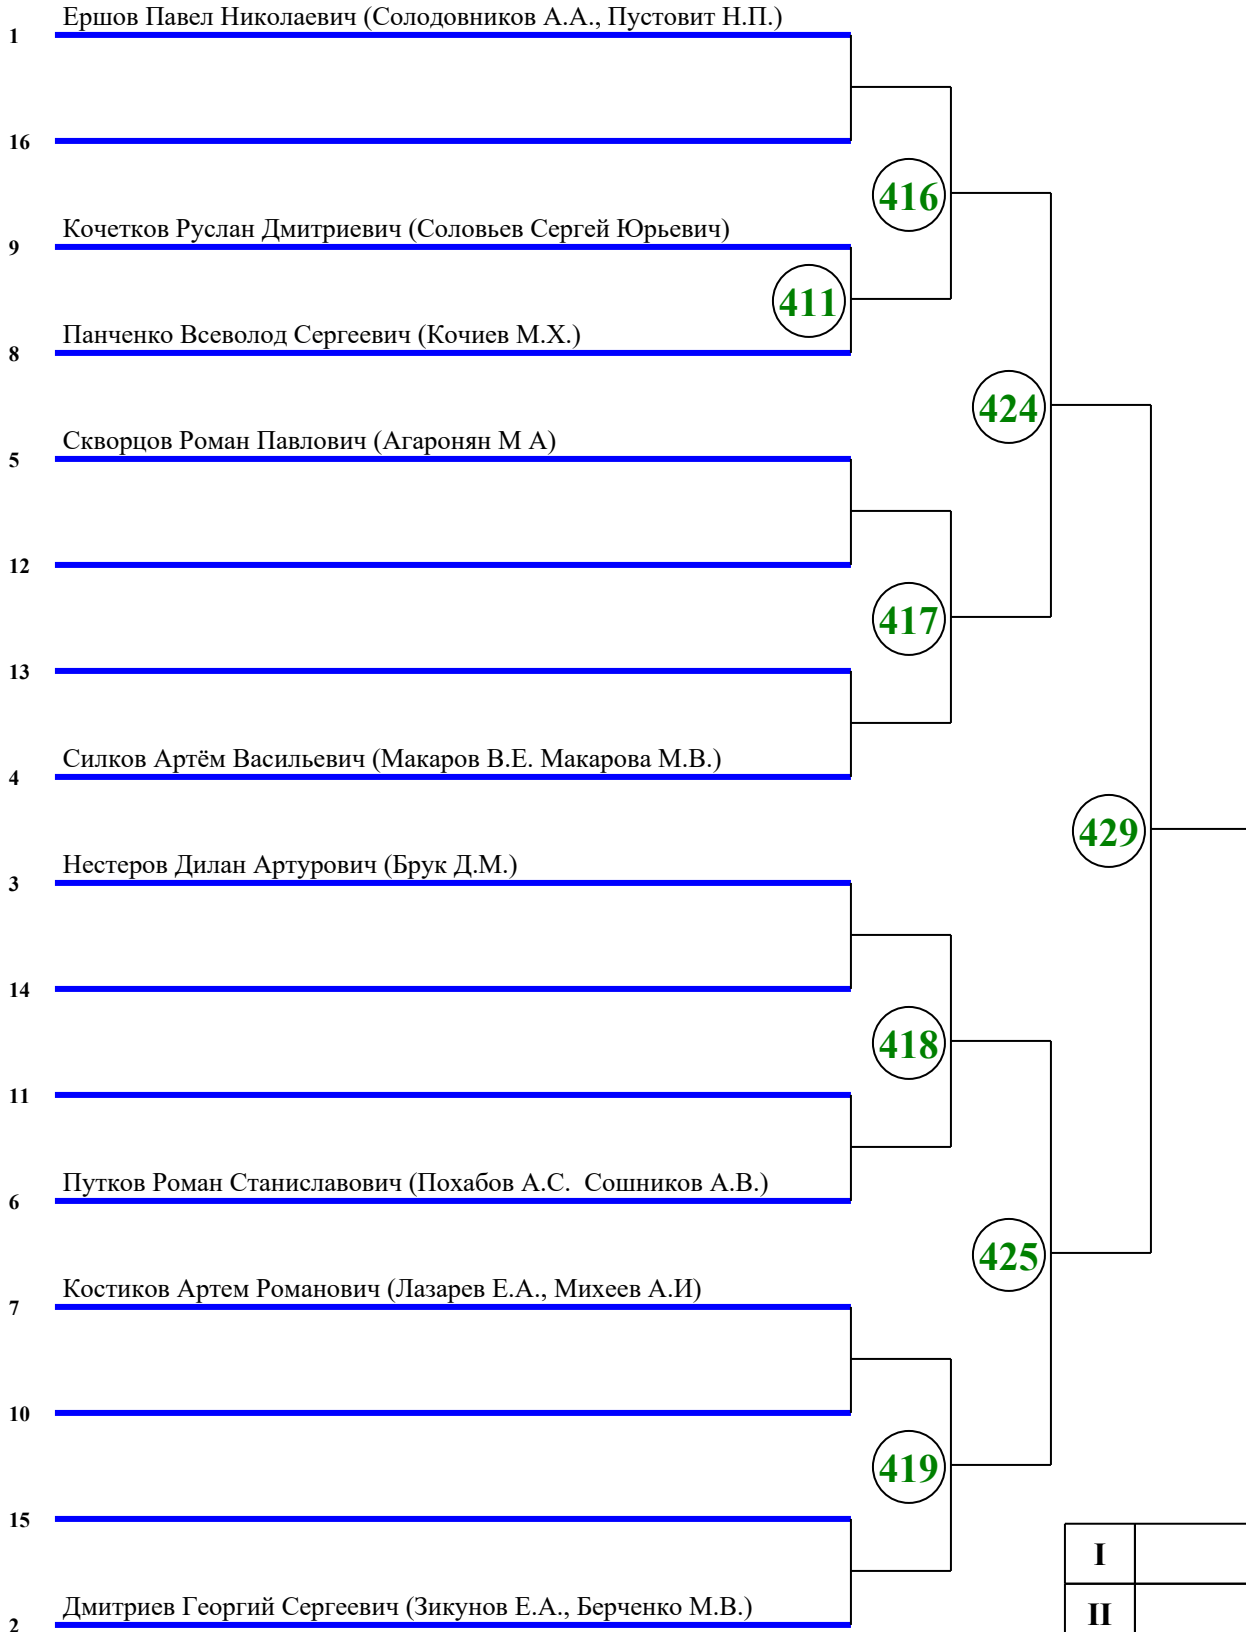 Ершов Павел Николаевич (Солодовников А.А., Пустовит Н.П.)
1
16
416
Кочетков Руслан Дмитриевич (Соловьев Сергей Юрьевич)
9
411
Панченко Всеволод Сергеевич (Кочиев М.Х.)
8
424
Скворцов Роман Павлович (Агаронян М А)
5
12
417
13
Силков Артём Васильевич (Макаров В.Е. Макарова М.В.)
4
429
Нестеров Дилан Артурович (Брук Д.М.)
3
14
418
11
Путков Роман Станиславович (Похабов А.С.  Сошников А.В.)
6
425
Костиков Артем Романович (Лазарев Е.А., Михеев А.И)
7
10
419
15
I
Дмитриев Георгий Сергеевич (Зикунов Е.А., Берченко М.В.)
2
II